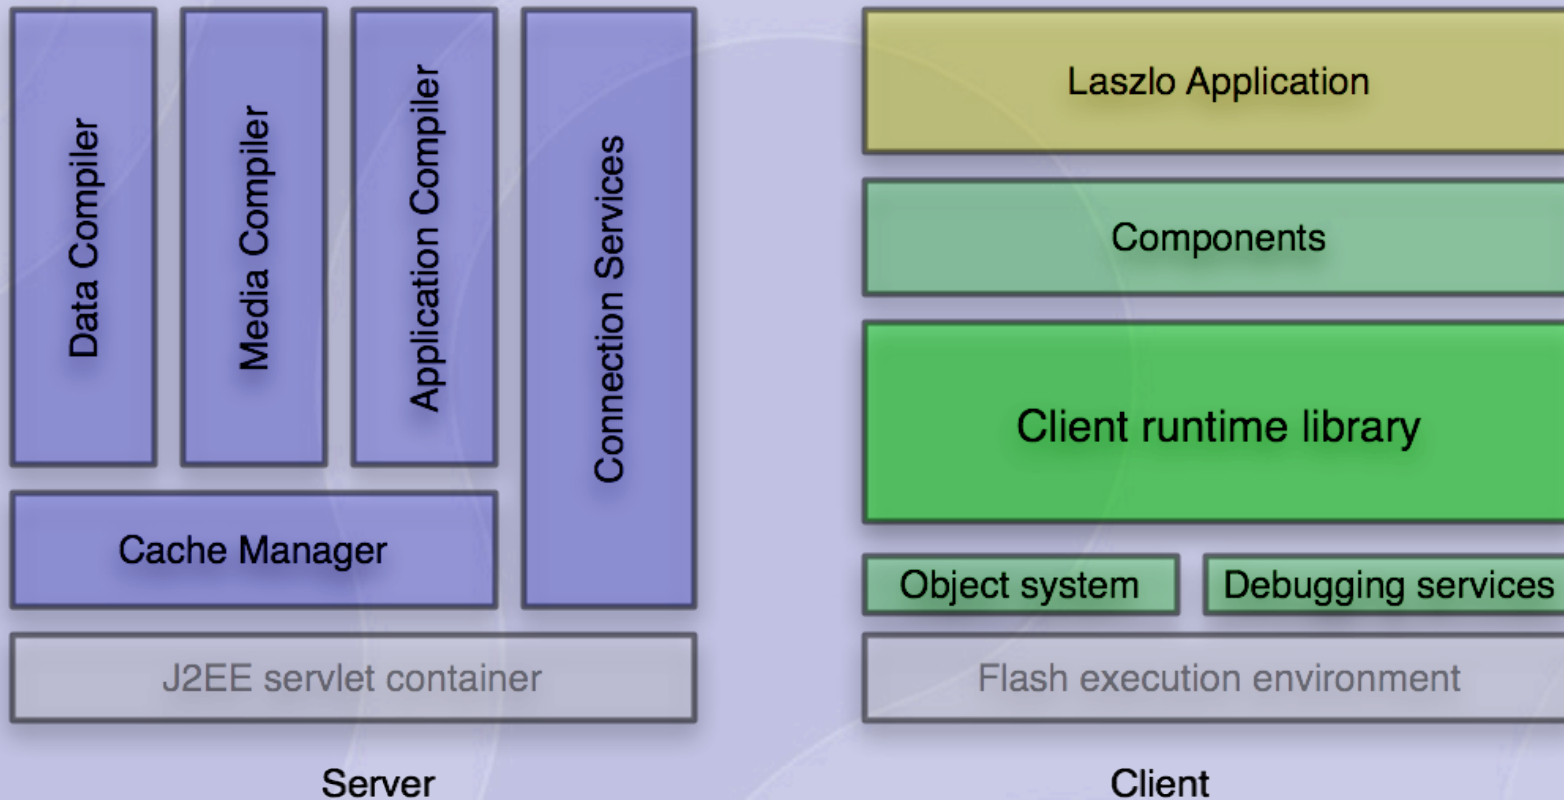 Data Compiler
Media Compiler
Application Compiler
Connection Services
Cache Manager
J2EE servlet container
Server
Laszlo Application
Components
Client runtime library
Object system
Debugging services
Flash execution environment
Client